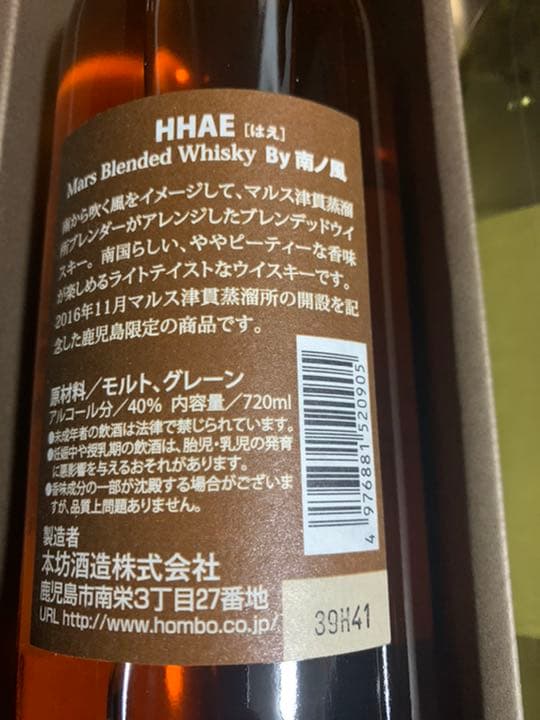 HHAE [はえ]
Mars Blended Whisky By 南ノ風
南から吹く風をイメージして、マルス津貫蒸溜
所ブレンダーがアレンジしたブレンデッドウイ
スキー。南国らしい、ややピーティーな香味
が楽しめるライトテイストなウイスキーです。
2016年11月マルス津貫蒸溜所の開設を記
念した鹿児島限定の商品です。
原材料/モルト、グレーン
アルコール分/40% 内容量/720ml
●未成年者の飲酒は法律で禁じられています。
●妊娠中や授乳期の飲酒は、胎児・乳児の発育
に悪影響を与えるおそれがあります。
●香味成分の一部が沈殿する場合がございま
すが、品質上問題ありません。
製造者
本坊酒造株式会社
鹿児島市南栄3丁目27番地
URL http://www.hombo.co.jp/
4 976881 520905
39H41